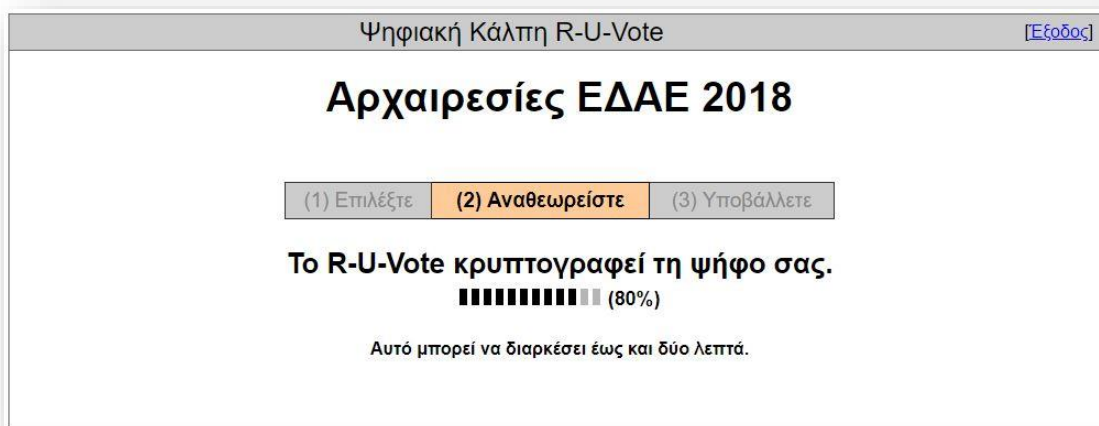 Ψηφιακή Κάλπη R-U-Vote [Έξοδος]
Αρχαιρεσίες ΕΔΑΕ 2018
(1) Επιλέξτε (2) Αναθεωρείστε (3) Υποβάλλετε
Το R-U-Vote κρυπτογραφεί τη ψήφο σας.
(80%)
Αυτό μπορεί να διαρκέσει έως και δύο λεπτά.